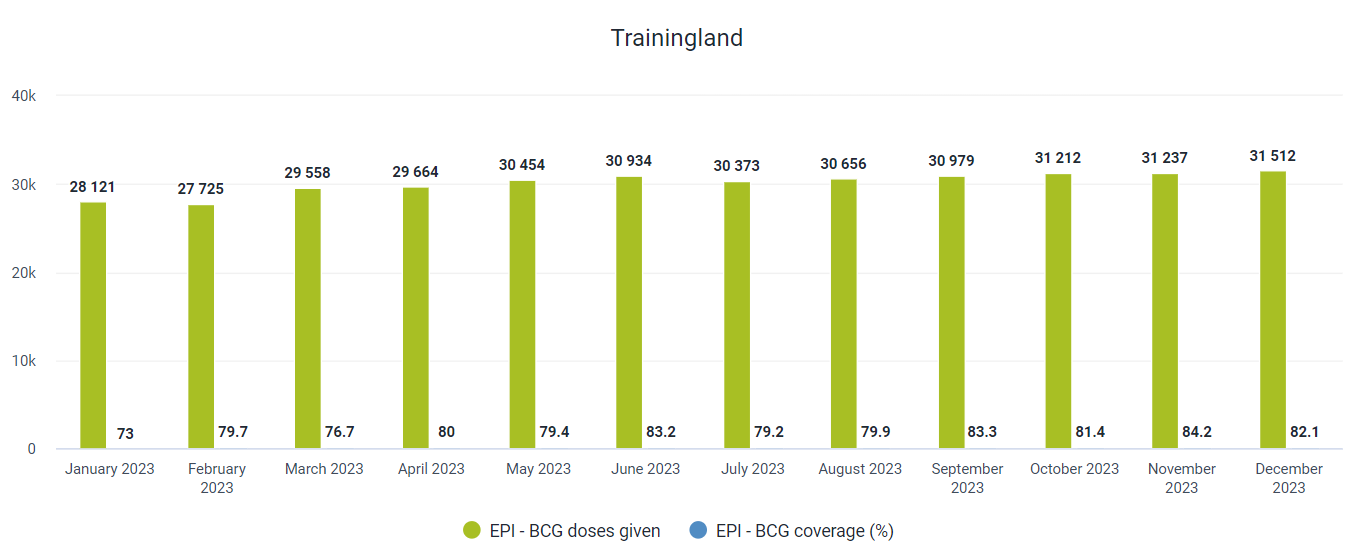 Trainingland
40k
30k
20k
10k
0
28 121
27 725
29 558
29 664
30 454
30 934
30 373
30 656
30 979
31 212
31 237
31 512
73
79.7
76.7
80
79.4
83.2
79.2
79.9
83.3
81.4
84.2
82.1
January 2023
February
2023
March 2023
April 2023
May 2023
June 2023
July 2023
August 2023
September
2023
October 2023
November
2023
December
2023
EPI - BCG doses given
EPI - BCG coverage (%)